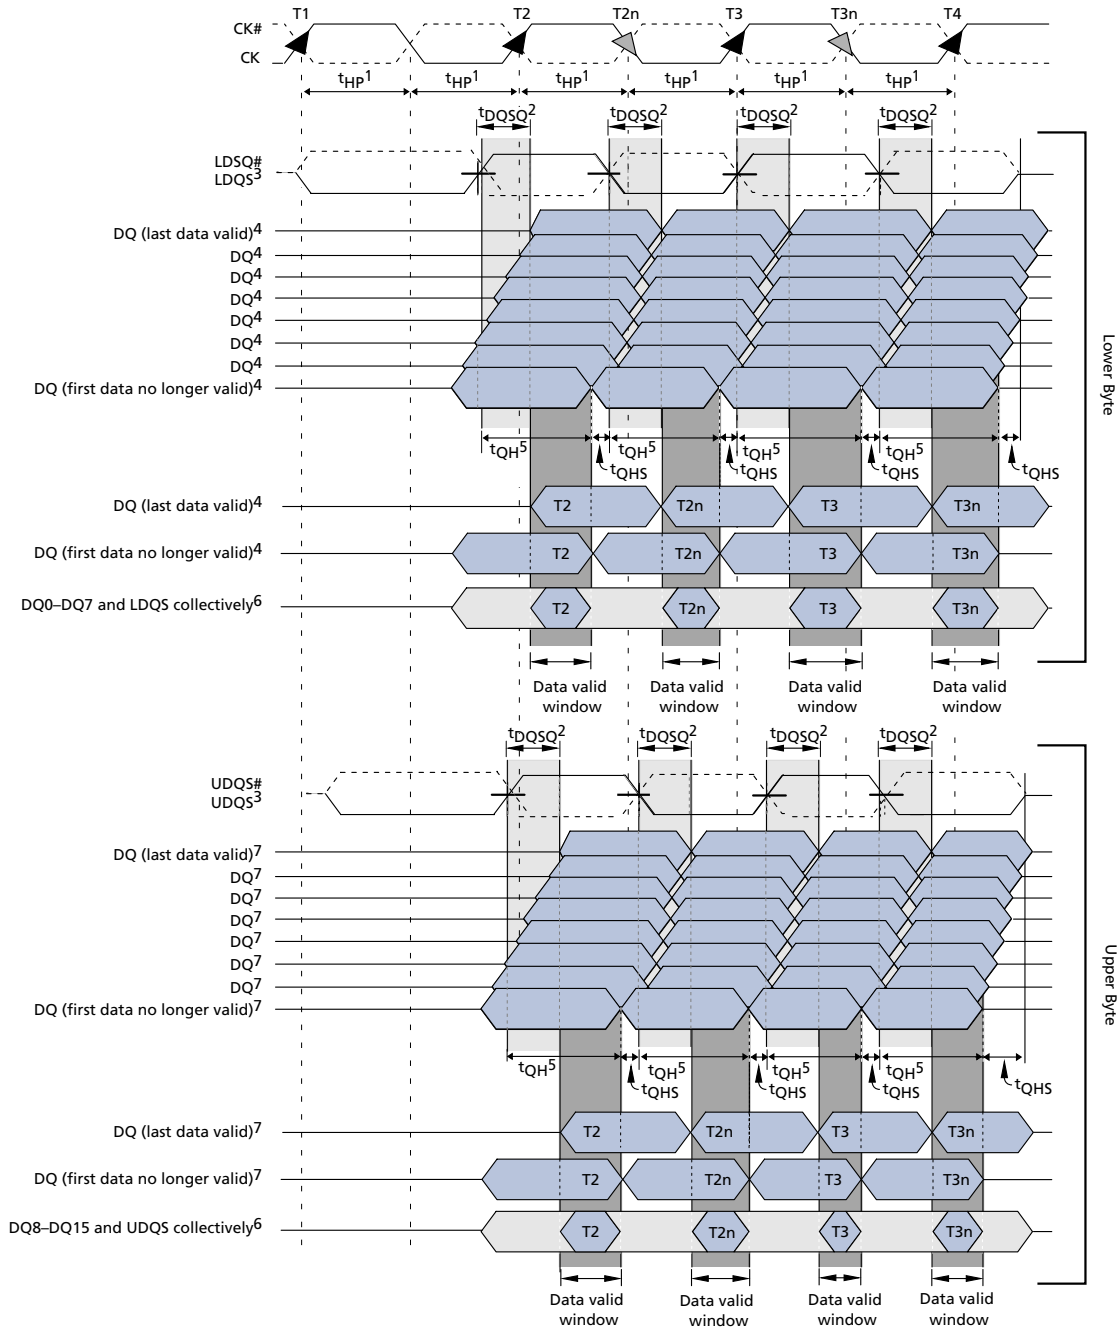 T1 T2 T2n T3 T3n T4
CK#
CK
tHP1 tHP1 tHP1 tHP1 tHP1 tHP1
tDQSQ2 tDQSQ2 tDQSQ2 tDQSQ2
LDSQ#
LDQS3
DQ (last data valid)4
DQ4
DQ4
DQ4
DQ4
DQ4
DQ4
DQ (first data no longer valid)4
Lower Byte
tQH5 tQH5 tQH5 tQH5
tQHS tQHS tQHS tQHS
DQ (last data valid)4 T2 T2n T3 T3n
DQ (first data no longer valid)4 T2 T2n T3 T3n
DQ0–DQ7 and LDQS collectively6 T2 T2n T3 T3n
Data valid Data valid Data valid Data valid
window window window window
tDQSQ2 tDQSQ2 tDQSQ2 tDQSQ2
UDQS#
UDQS3
DQ (last data valid)7
DQ7
DQ7
DQ7
DQ7
DQ7
DQ7
DQ (first data no longer valid)7
Upper Byte
tQH5 tQH5 tQH5 tQH5
tQHS tQHS tQHS tQHS
DQ (last data valid)7 T2 T2n T3 T3n
DQ (first data no longer valid)7 T2 T2n T3 T3n
DQ8–DQ15 and UDQS collectively6 T2 T2n T3 T3n
Data valid Data valid Data valid Data valid
window window window window